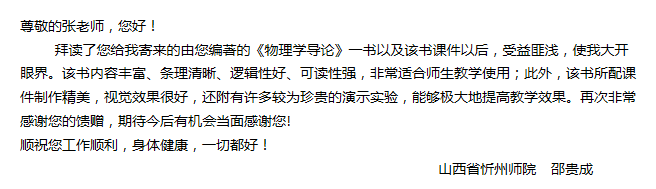 尊敬的张老师，您好！
拜读了您给我寄来的由您编著的《物理学导论》一书以及该书课件以后，受益匪浅，使我大开
眼界。该书内容丰富、条理清晰、逻辑性好、可读性强，非常适合师生教学使用；此外，该书所配课
件制作精美，视觉效果很好，还附有许多较为珍贵的演示实验，能够极大地提高教学效果。再次非常
感谢您的馈赠，期待今后有机会当面感谢您!
顺祝您工作顺利，身体健康，一切都好！
山西省忻州师院　邵贵成